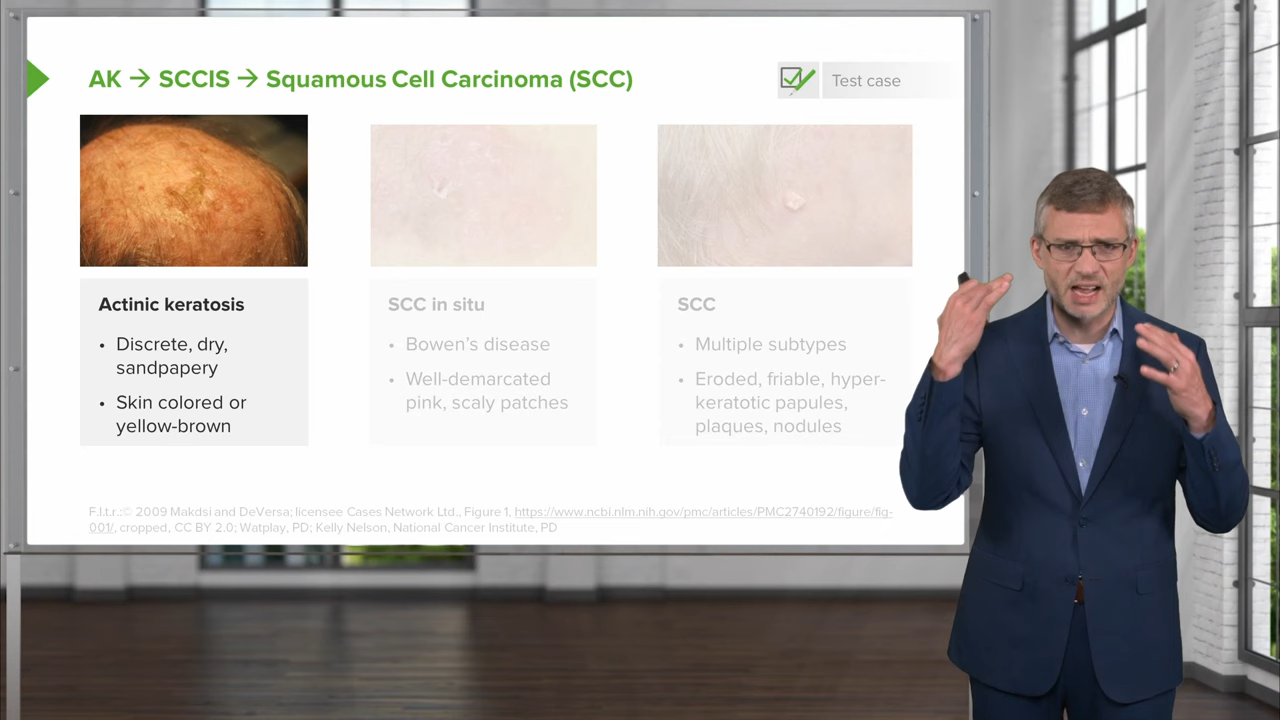 AK → SCCIS → Squamous Cell Carcinoma (SCC)
Test case
Actinic keratosis
• Discrete, dry,
sandpapery
• Skin colored or
yellow-brown
SCC in situ
• Bowen's disease
• Well-demarcated
pink, scaly patches
SCC
• Multiple subtypes
• Eroded, friable, hyper-
keratotic papules,
plaques, nodules
F.l.t.r.:© 2009 Makdsi and DeVersa; licensee Cases Network Ltd., Figure 1, https://www.ncbi.nlm.nih.gov/pmc/articles/PMC2740192/figure/fig-
001/, cropped, CC BY 2.0; Watplay, PD; Kelly Nelson, National Cancer Institute, PD